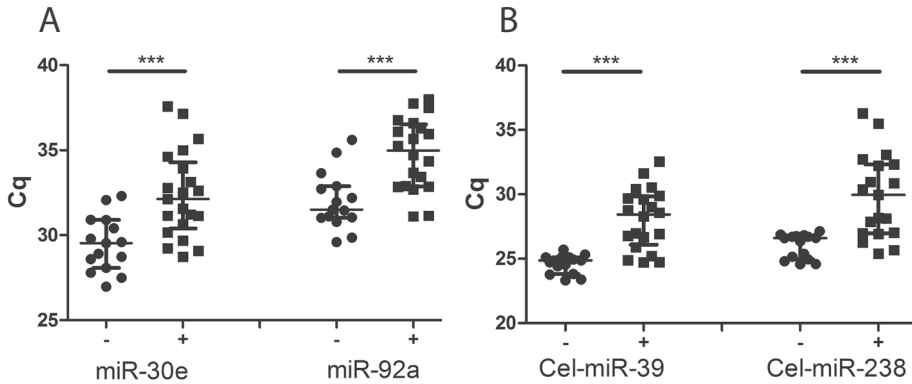 A
***
***
40
35
30
25
Cq
- + - +
miR-30e miR-92a
B
***
***
40
35
30
25
20
Cq
- + - +
Cel-miR-39 Cel-miR-238